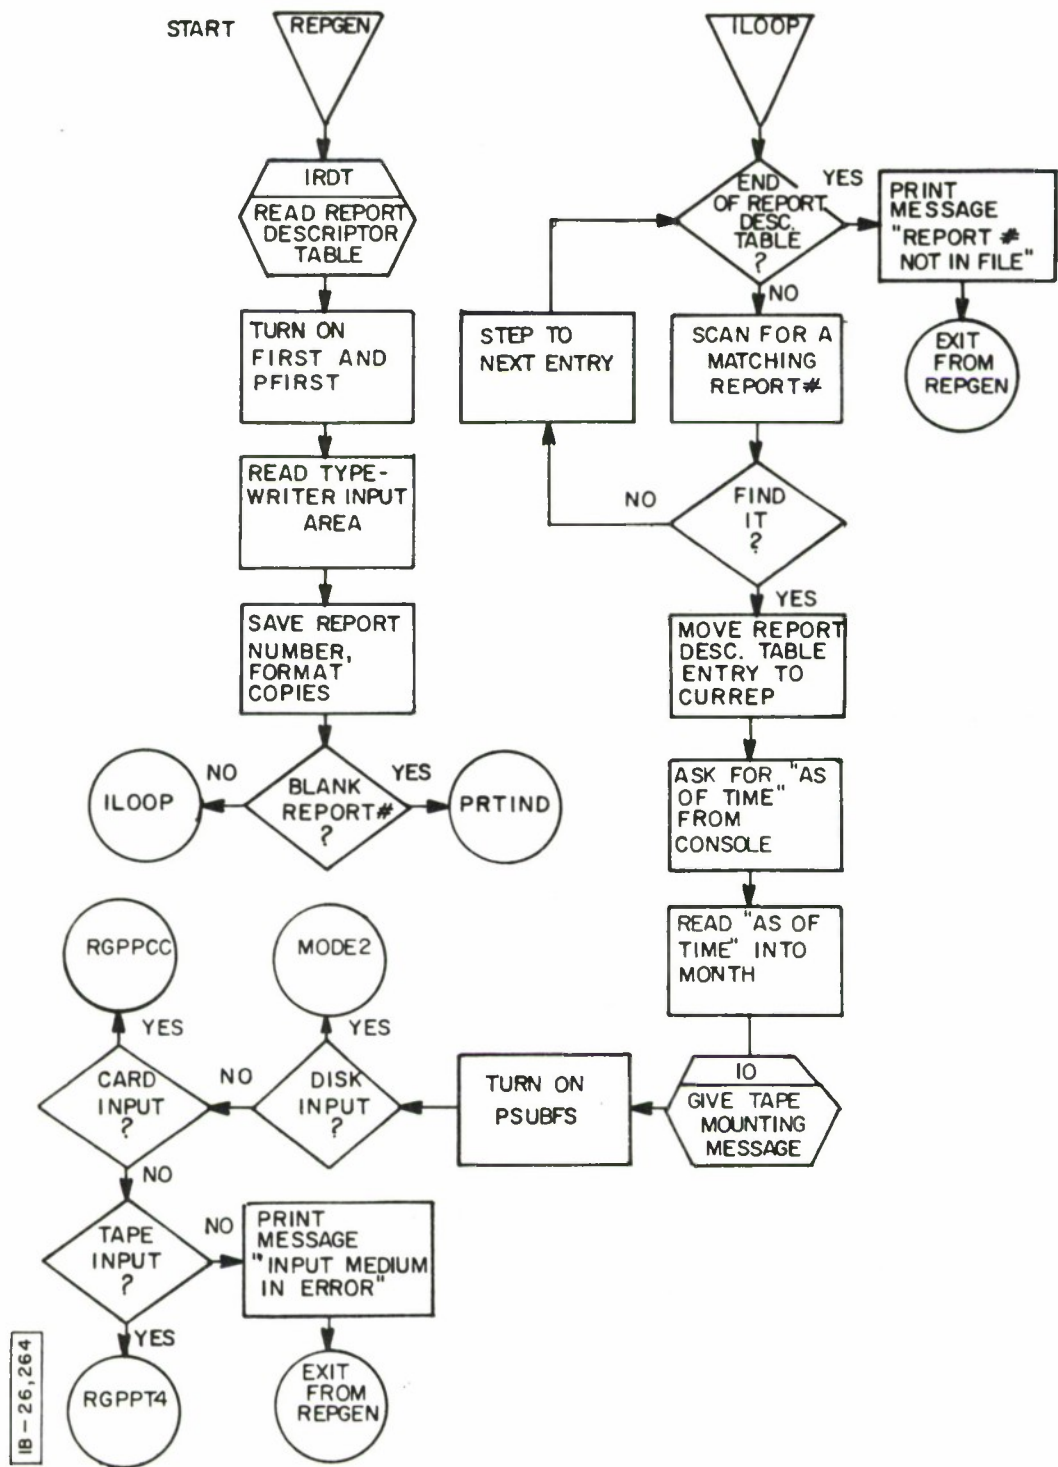 START
REPGEN
IRDT
READ REPORT
DESCRIPTOR
TABLE
TURN ON
FIRST AND
PFIRST
READ TYPE-
WRITER INPUT
AREA
SAVE REPORT
NUMBER,
FORMAT,
COPIES
BLANK
REPORT#
?
NO
YES
ILOOP
PRTIND
ILOOP
END
OF REPORT
DESC.
TABLE
?
YES
PRINT
MESSAGE
"REPORT #
NOT IN FILE"
EXIT
FROM
REPGEN
NO
SCAN FOR A
MATCHING
REPORT#
STEP TO
NEXT ENTRY
FIND
IT
?
NO
YES
MOVE REPORT
DESC. TABLE
ENTRY TO
CURREP
ASK FOR "AS
OF TIME"
FROM
CONSOLE
READ "AS OF
TIME" INTO
MONTH
IO
GIVE TAPE
MOUNTING
MESSAGE
TURN ON
PSUBFS
DISK
INPUT
?
YES
MODE2
NO
CARD
INPUT
?
YES
RGPPCC
NO
TAPE
INPUT
?
NO
PRINT
MESSAGE
"INPUT MEDIUM
IN ERROR"
EXIT
FROM
REPGEN
YES
RGPPT4
IB-26,264